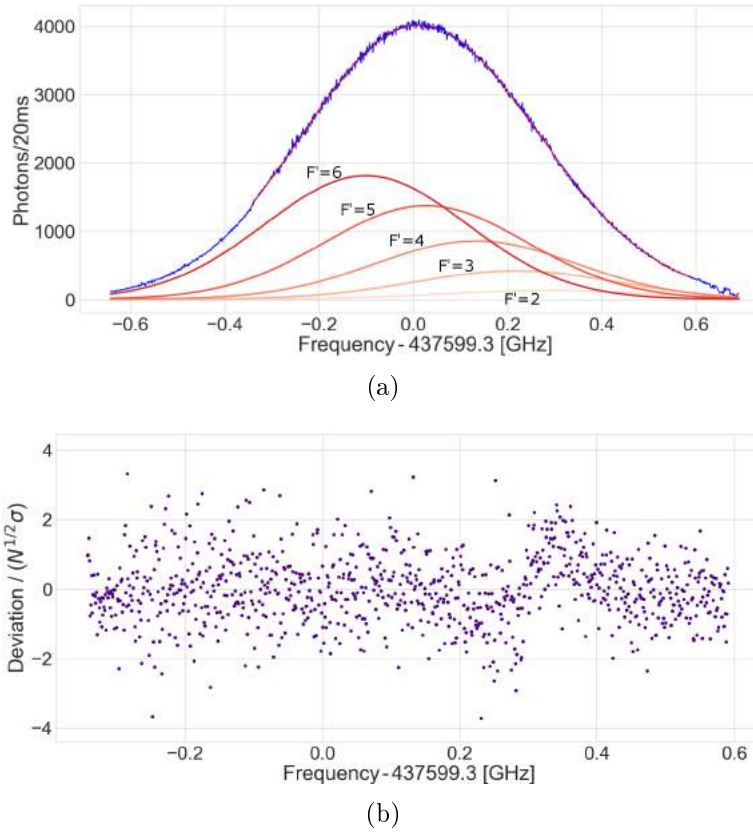 4000
3000
2000
1000
0
Photons/20ms
F'=6
F'=5
F'=4
F'=3
F'=2
−0.6 −0.4 −0.2 0.0 0.2 0.4 0.6
Frequency - 437599.3 [GHz]
(a)
4
2
0
−2
−4
Deviation / (N^{1/2}σ)
−0.2 0.0 0.2 0.4 0.6
Frequency - 437599.3 [GHz]
(b)